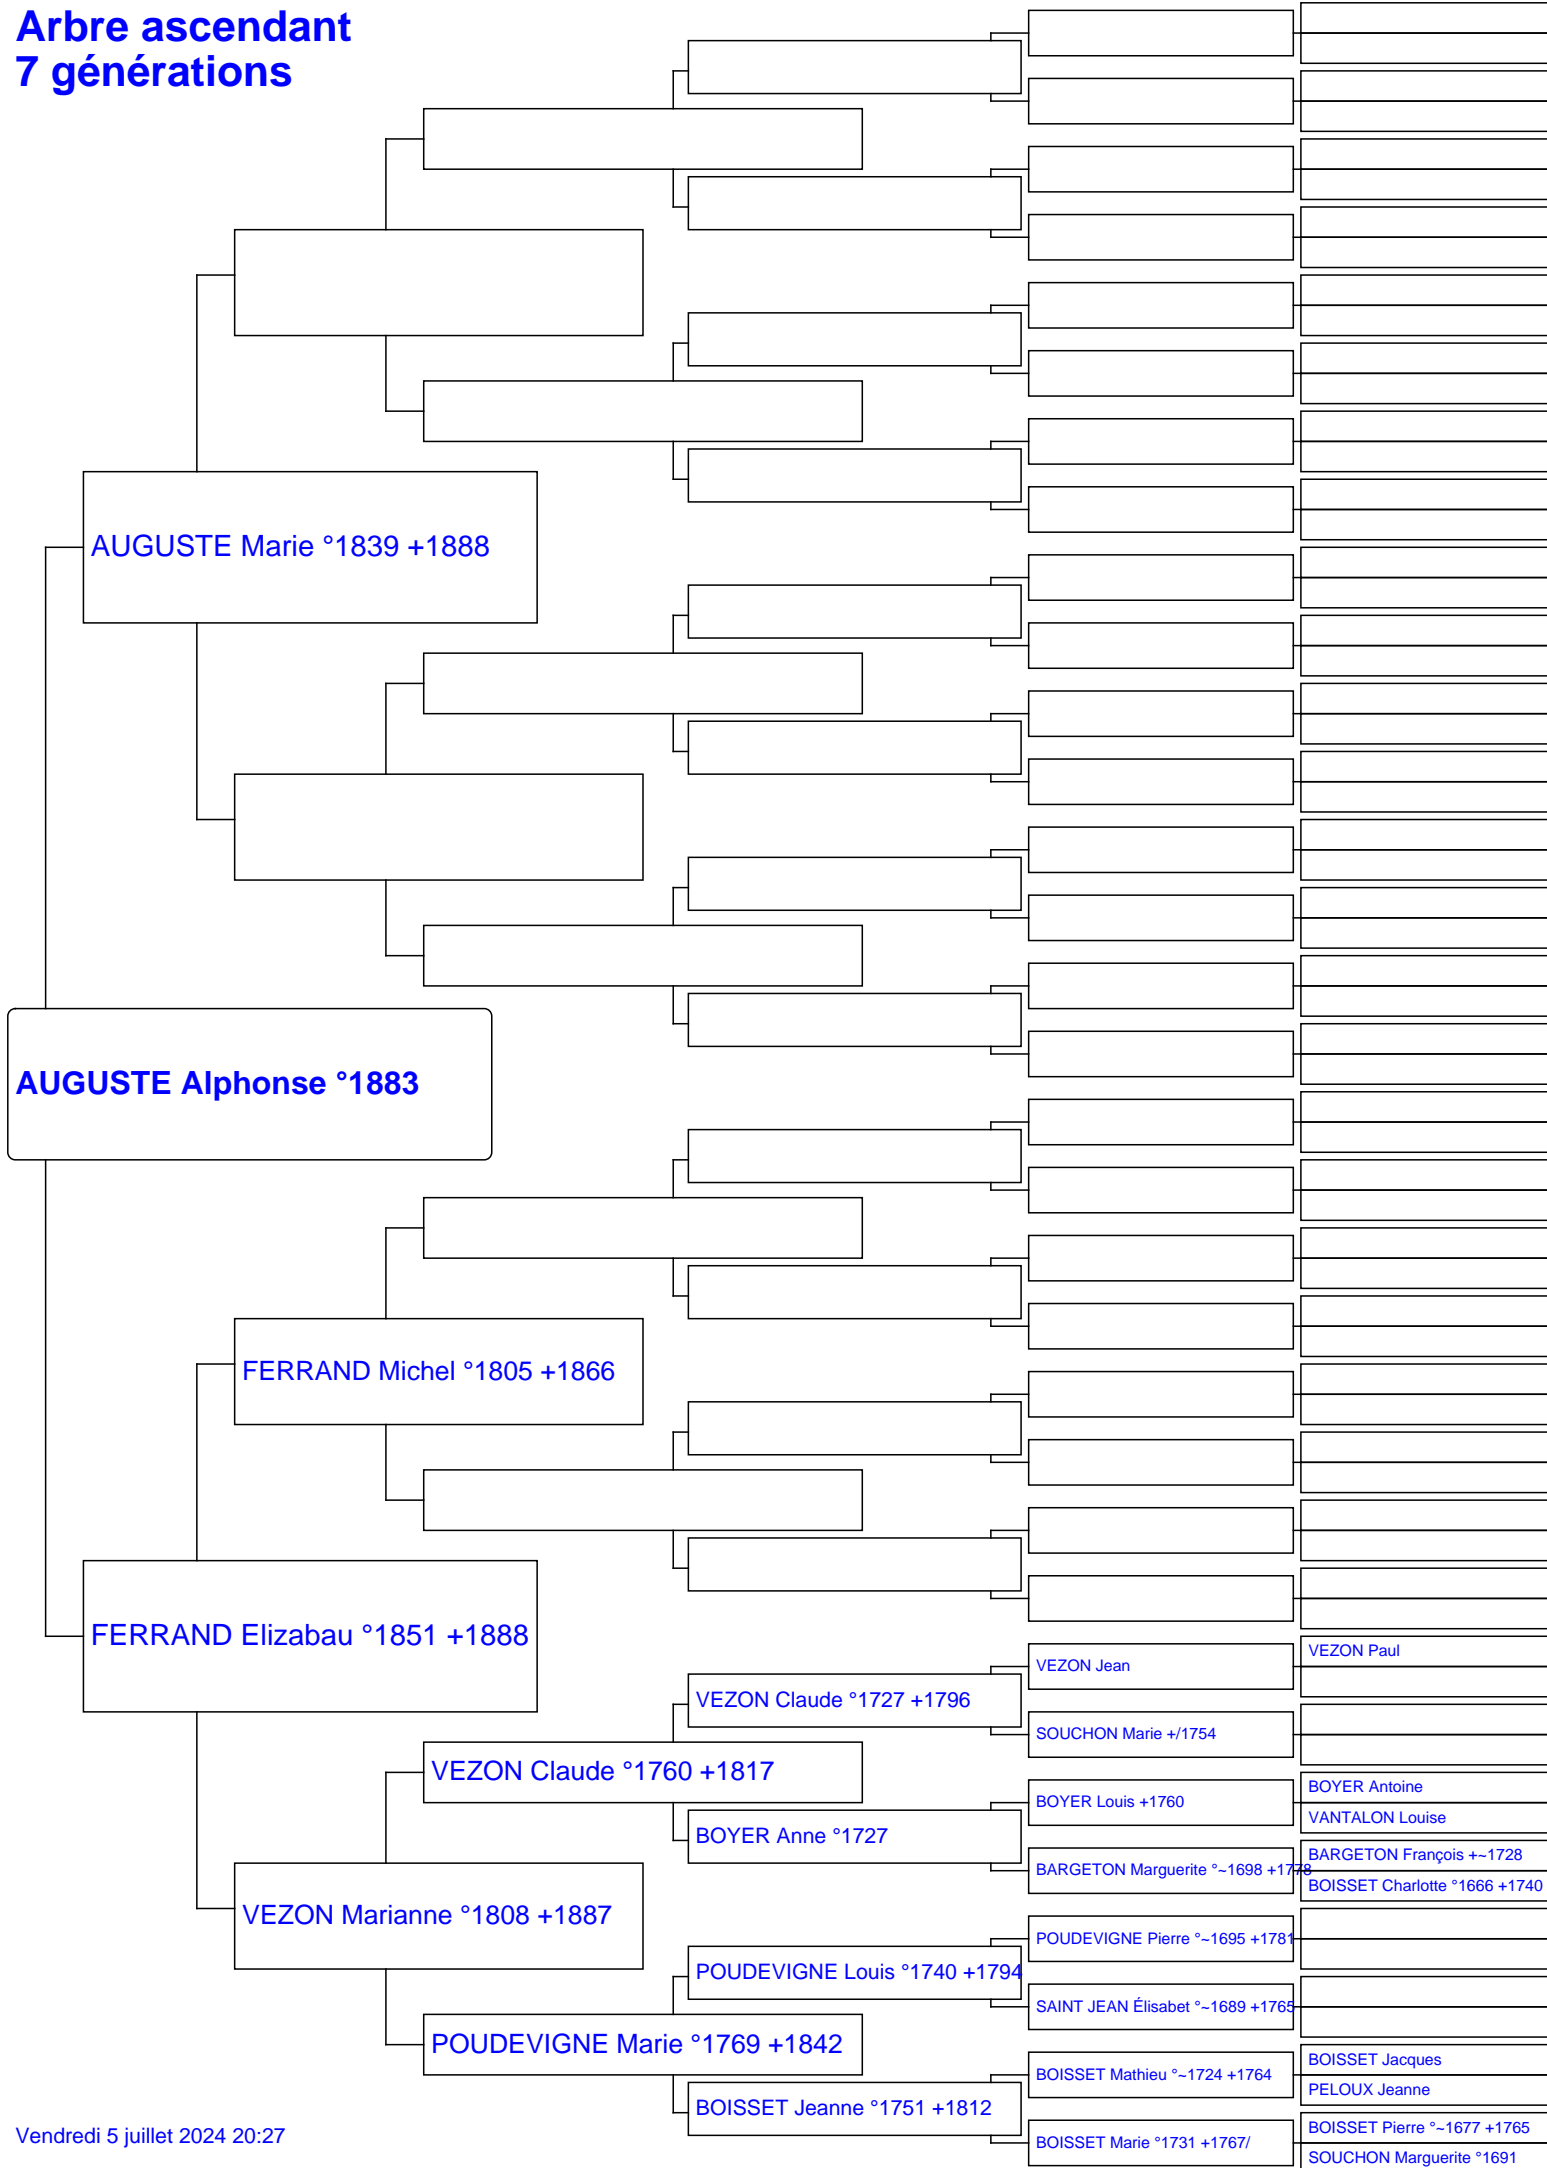 Arbre ascendant
7 générations
AUGUSTE Marie °1839 +1888
AUGUSTE Alphonse °1883
FERRAND Michel °1805 +1866
FERRAND Elizabau °1851 +1888
VEZON Jean
VEZON Paul
VEZON Claude °1727 +1796
SOUCHON Marie +/1754
VEZON Claude °1760 +1817
BOYER Louis +1760
BOYER Antoine
VANTALON Louise
BOYER Anne °1727
BARGETON Marguerite °~1698 +1778
BARGETON François +~1728
BOISSET Charlotte °1666 +1740
VEZON Marianne °1808 +1887
POUDEVIGNE Pierre °~1695 +1781
POUDEVIGNE Louis °1740 +1794
SAINT JEAN Élisabet °~1689 +1765
POUDEVIGNE Marie °1769 +1842
BOISSET Mathieu °~1724 +1764
BOISSET Jacques
PELOUX Jeanne
BOISSET Jeanne °1751 +1812
BOISSET Marie °1731 +1767/
BOISSET Pierre °~1677 +1765
SOUCHON Marguerite °1691
Vendredi 5 juillet 2024 20:27